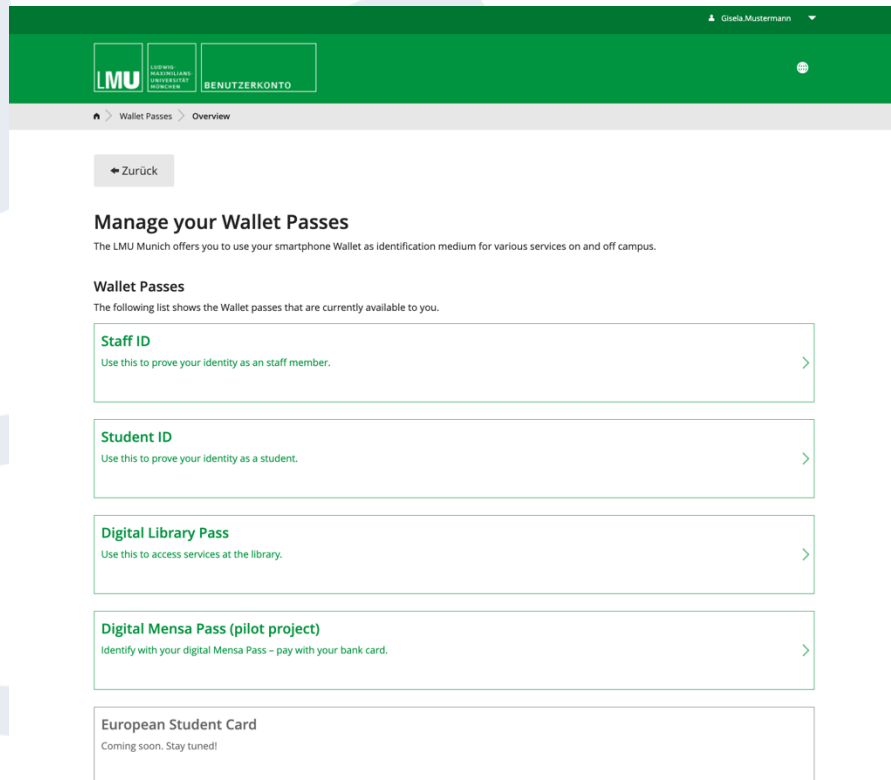 Gisela.Mustermann
LMU
LUDWIG-
MAXIMILIANS-
UNIVERSITÄT
MÜNCHEN
BENUTZERKONTO
Wallet Passes Overview
Zurück
Manage your Wallet Passes
The LMU Munich offers you to use your smartphone Wallet as identification medium for various services on and off campus.
Wallet Passes
The following list shows the Wallet passes that are currently available to you.
Staff ID
Use this to prove your identity as an staff member.
Student ID
Use this to prove your identity as a student.
Digital Library Pass
Use this to access services at the library.
Digital Mensa Pass (pilot project)
Identify with your digital Mensa Pass – pay with your bank card.
European Student Card
Coming soon. Stay tuned!